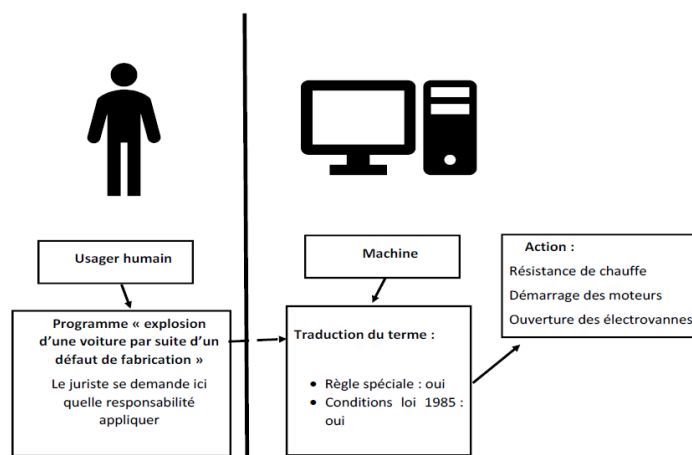 Usager humain
Programme « explosion
d'une voiture par suite d'un
défaut de fabrication »
Le juriste se demande ici
quelle responsabilité
appliquer
Machine
Traduction du terme :
• Règle spéciale : oui
• Conditions loi 1985 :
oui
Action :
Résistance de chauffe
Démarrage des moteurs
Ouverture des électrovannes